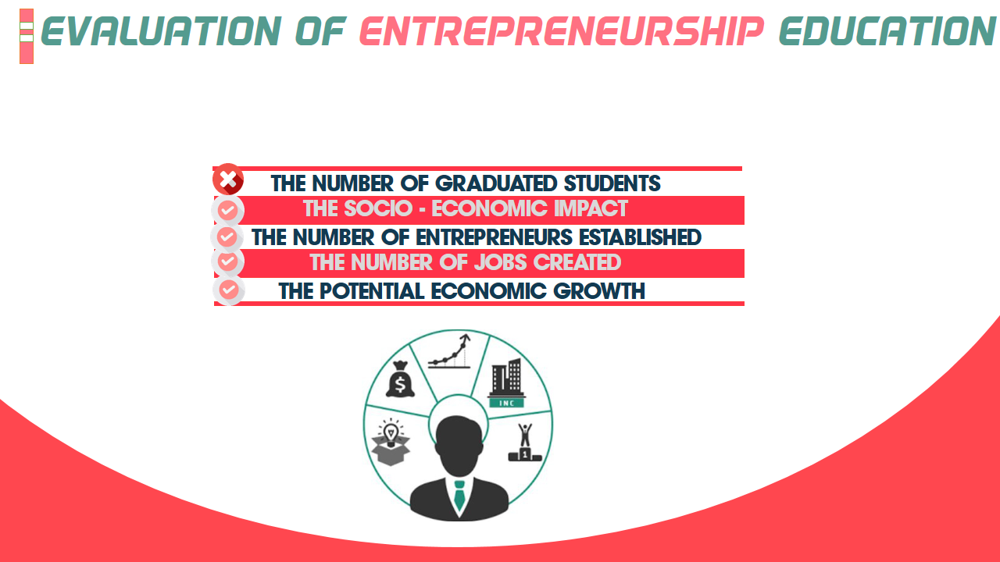 EVALUATION OF ENTREPRENEURSHIP EDUCATION
THE NUMBER OF GRADUATED STUDENTS
THE SOCIO - ECONOMIC IMPACT
THE NUMBER OF ENTREPRENEURS ESTABLISHED
THE NUMBER OF JOBS CREATED
THE POTENTIAL ECONOMIC GROWTH
$
INC
1